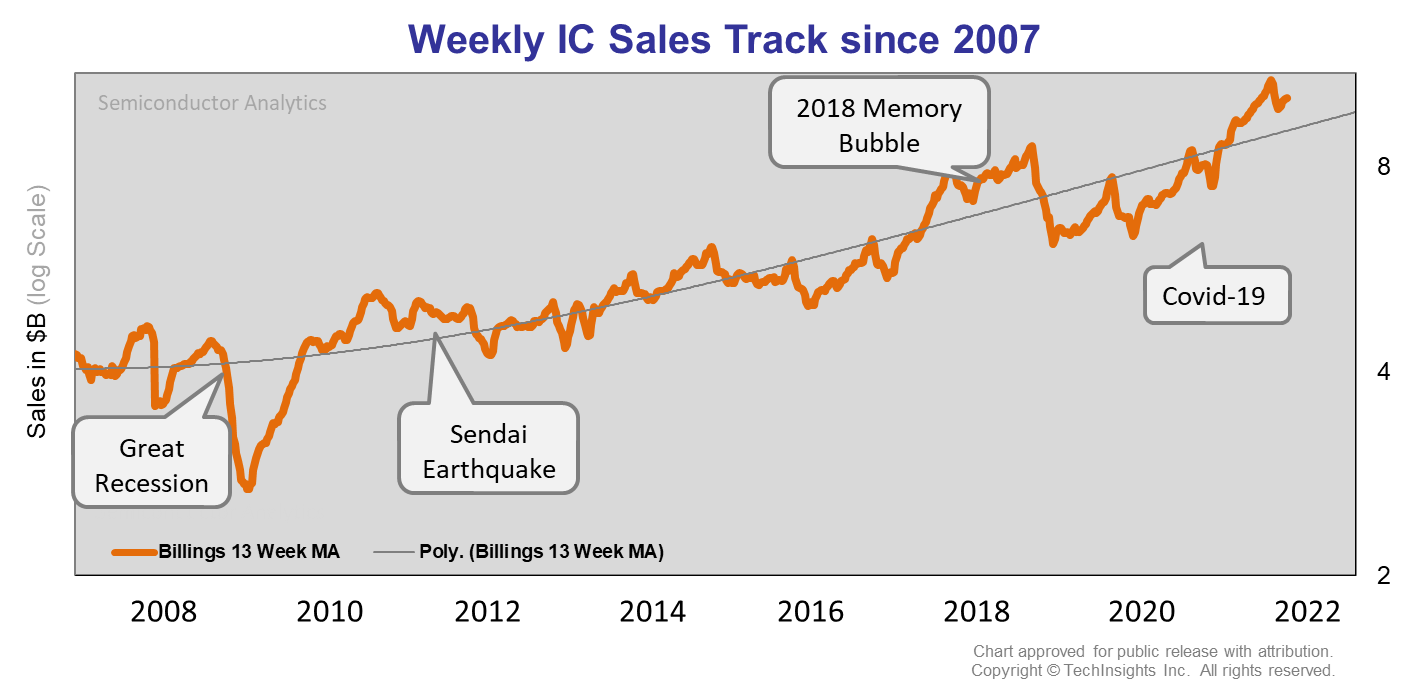 Weekly IC Sales Track since 2007
Semiconductor Analytics
2018 Memory
Bubble
8
Sales in $B (log Scale)
Covid-19
4
Great
Recession
Sendai
Earthquake
Billings 13 Week MA
Poly. (Billings 13 Week MA)
2
2008 2010 2012 2014 2016 2018 2020 2022
Chart approved for public release with attribution.
Copyright © TechInsights Inc. All rights reserved.